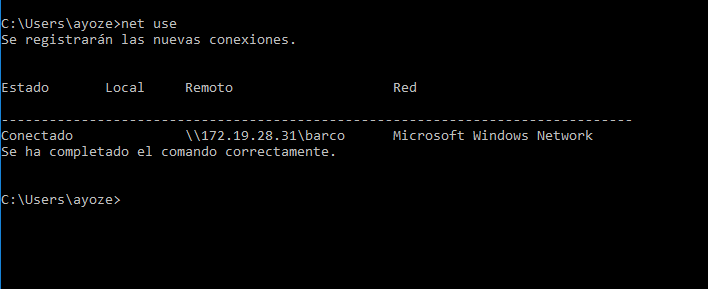 C:\Users\ayoze>net use
Se registrarán las nuevas conexiones.
Estado Local Remoto Red
-------------------------------------------------------------------------------
Conectado \\172.19.28.31\barco Microsoft Windows Network
Se ha completado el comando correctamente.
C:\Users\ayoze>